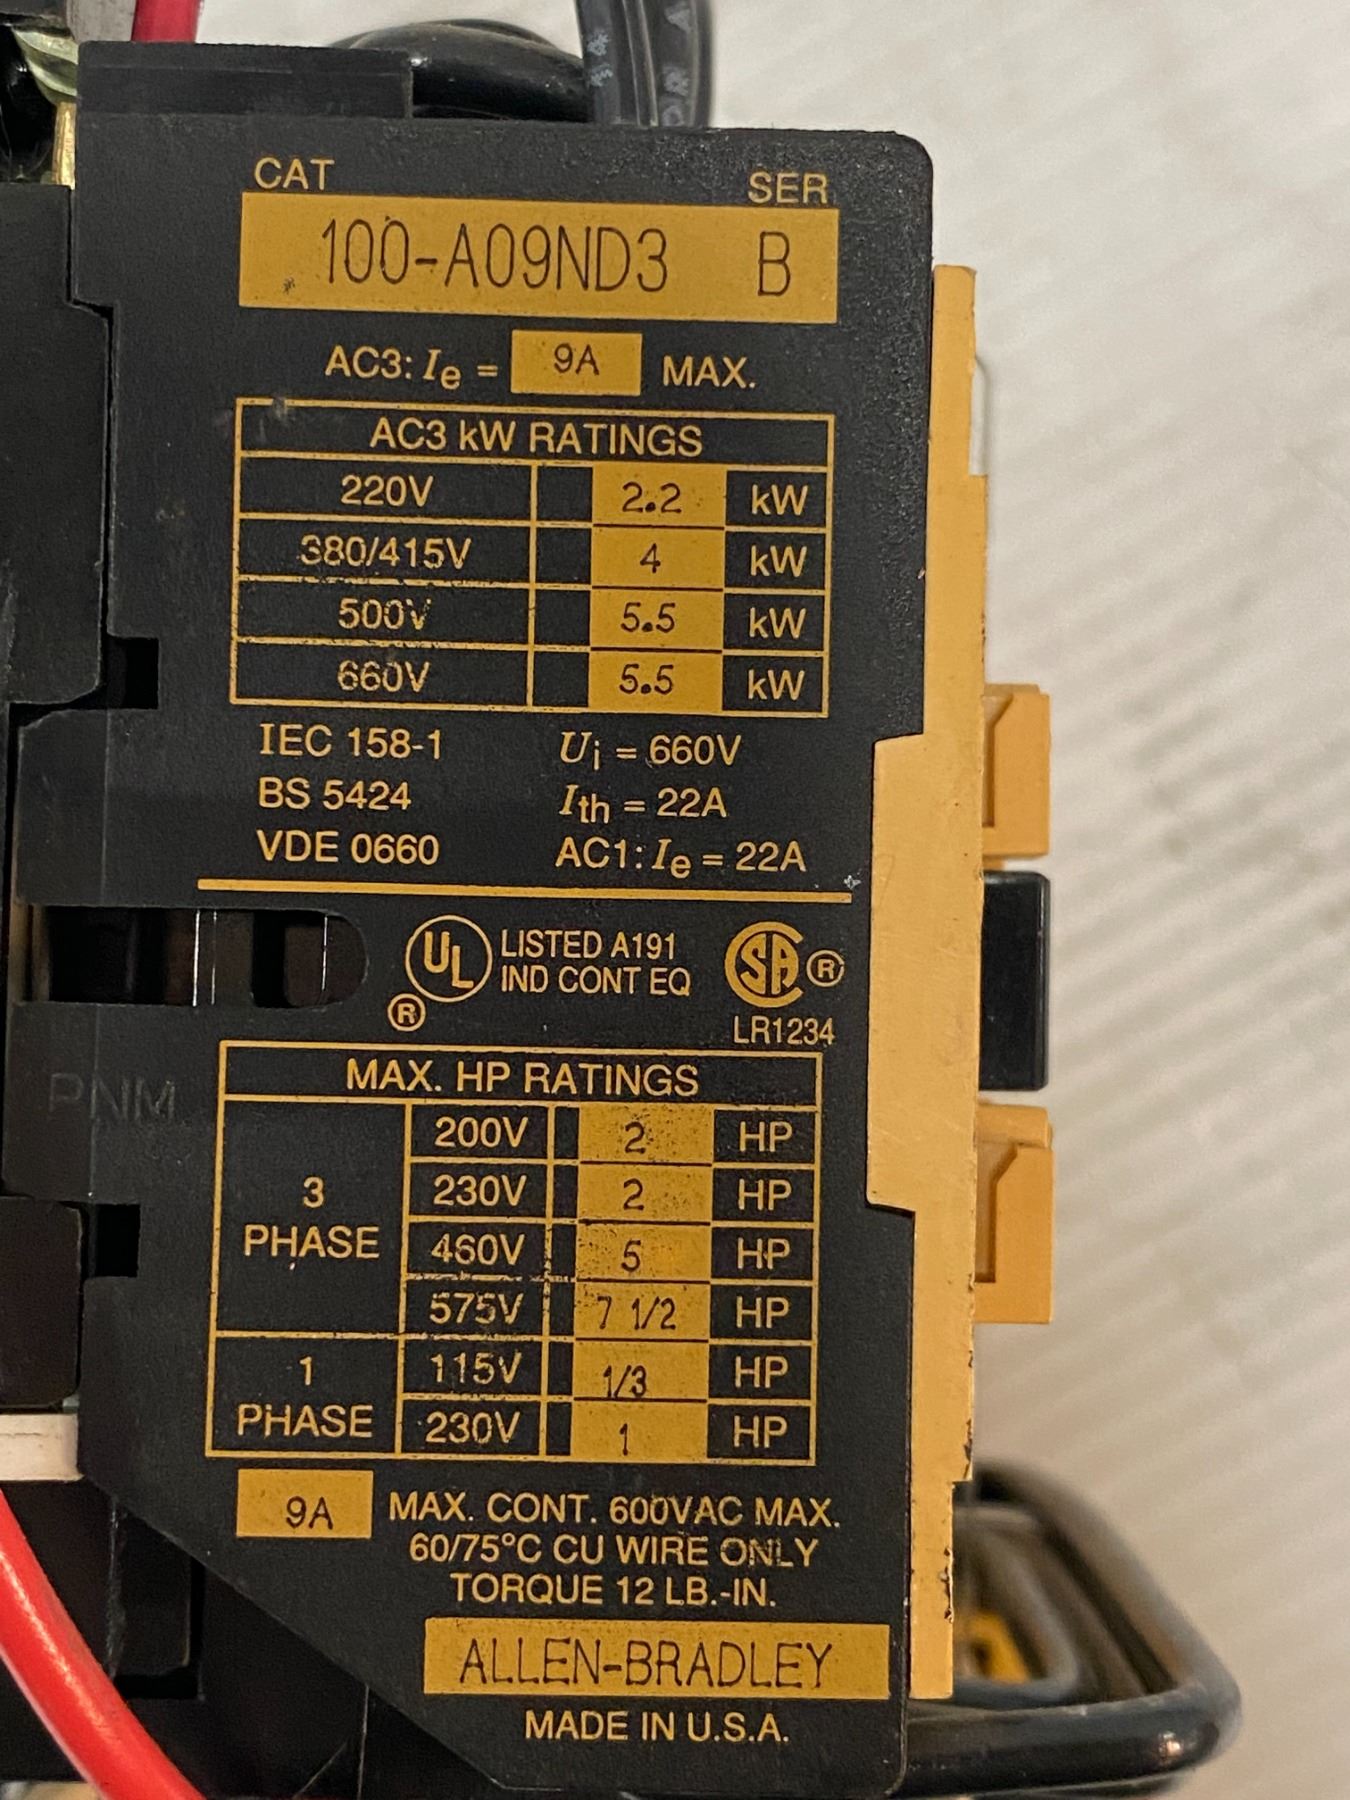 CAT SER
100-A09ND3 B
AC3: Ie = 9A MAX.
AC3 kW RATINGS
220V 2.2 kW
380/415V 4 kW
500V 5.5 kW
660V 5.5 kW
IEC 158-1 Ui = 660V
BS 5424 Ith = 22A
VDE 0660 AC1: Ie = 22A
UL ® LISTED A191 SA ®
IND CONT EQ
LR1234
PNM
MAX. HP RATINGS
3 PHASE 200V 2 HP
230V 2 HP
460V 5 HP
575V 7 1/2 HP
1 PHASE 115V 1/3 HP
230V 1 HP
9A MAX. CONT. 600VAC MAX.
60/75°C CU WIRE ONLY
TORQUE 12 LB.-IN.
ALLEN-BRADLEY
MADE IN U.S.A.